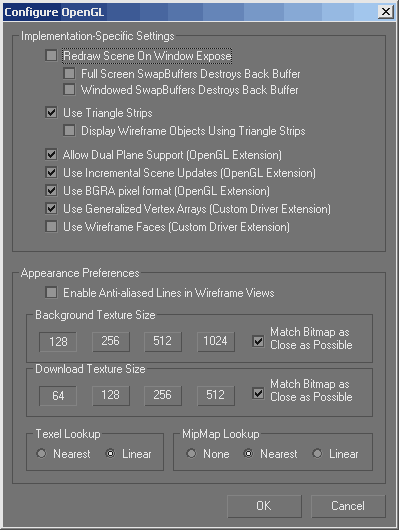 Configure OpenGL
Implementation-Specific Settings
Redraw Scene On Window Expose
Full Screen SwapBuffers Destroys Back Buffer
Windowed SwapBuffers Destroys Back Buffer
Use Triangle Strips
Display Wireframe Objects Using Triangle Strips
Allow Dual Plane Support (OpenGL Extension)
Use Incremental Scene Updates (OpenGL Extension)
Use BGRA pixel format (OpenGL Extension)
Use Generalized Vertex Arrays (Custom Driver Extension)
Use Wireframe Faces (Custom Driver Extension)
Appearance Preferences
Enable Anti-aliased Lines in Wireframe Views
Background Texture Size
128 256 512 1024
Match Bitmap as
Close as Possible
Download Texture Size
64 128 256 512
Match Bitmap as
Close as Possible
Texel Lookup
Nearest Linear
MipMap Lookup
None Nearest Linear
OK Cancel